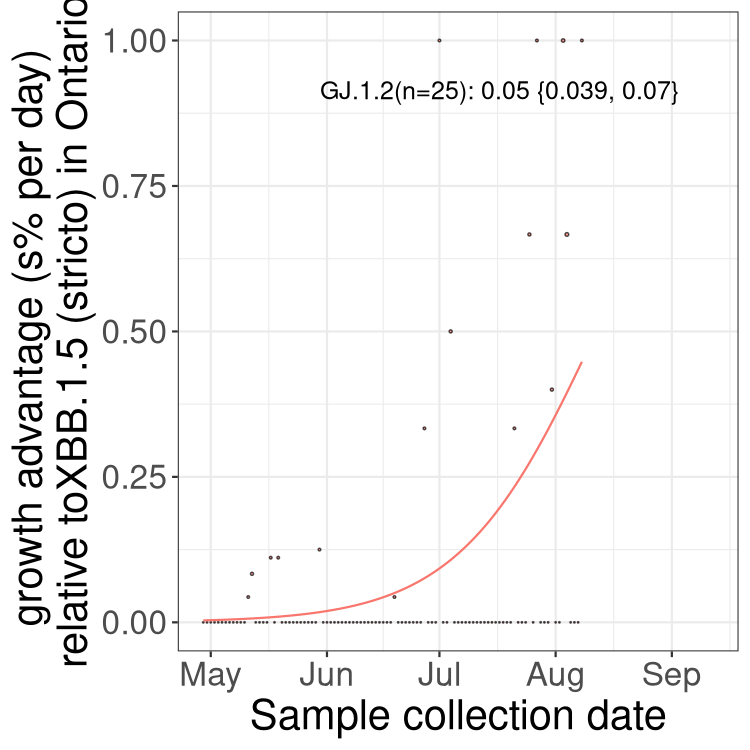 growth advantage (s% per day)
relative toXBB.1.5 (stricto) in Ontario
1.00
0.75
0.50
0.25
0.00
GJ.1.2(n=25): 0.05 {0.039, 0.07}
May Jun Jul Aug Sep
Sample collection date